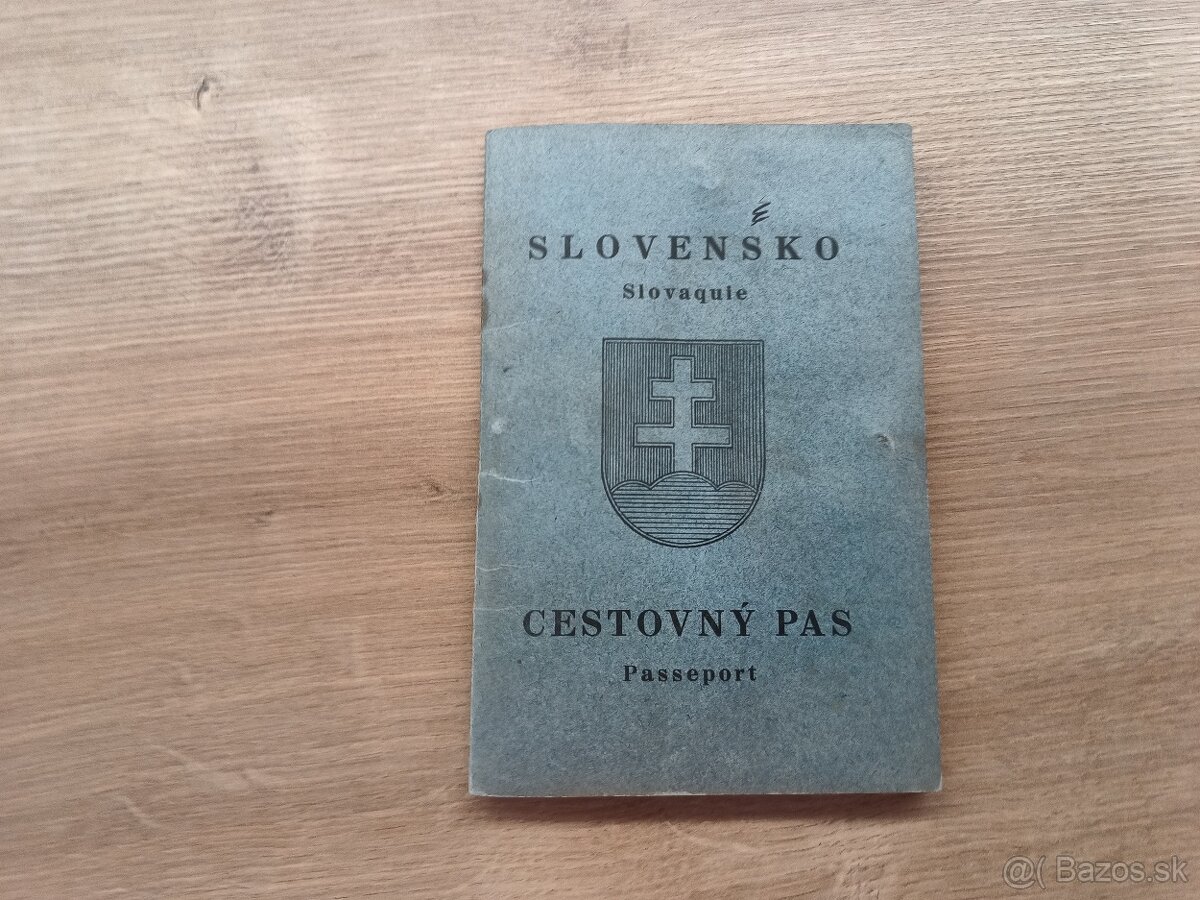 SLOVENSKO
Slovaquie
CESTOVNÝ PAS
Passeport
@( Bazos.sk